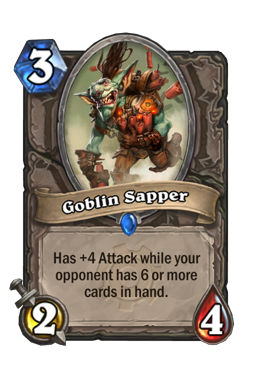 3
Goblin Sapper
Has +4 Attack while your
opponent has 6 or more
cards in hand.
2
4